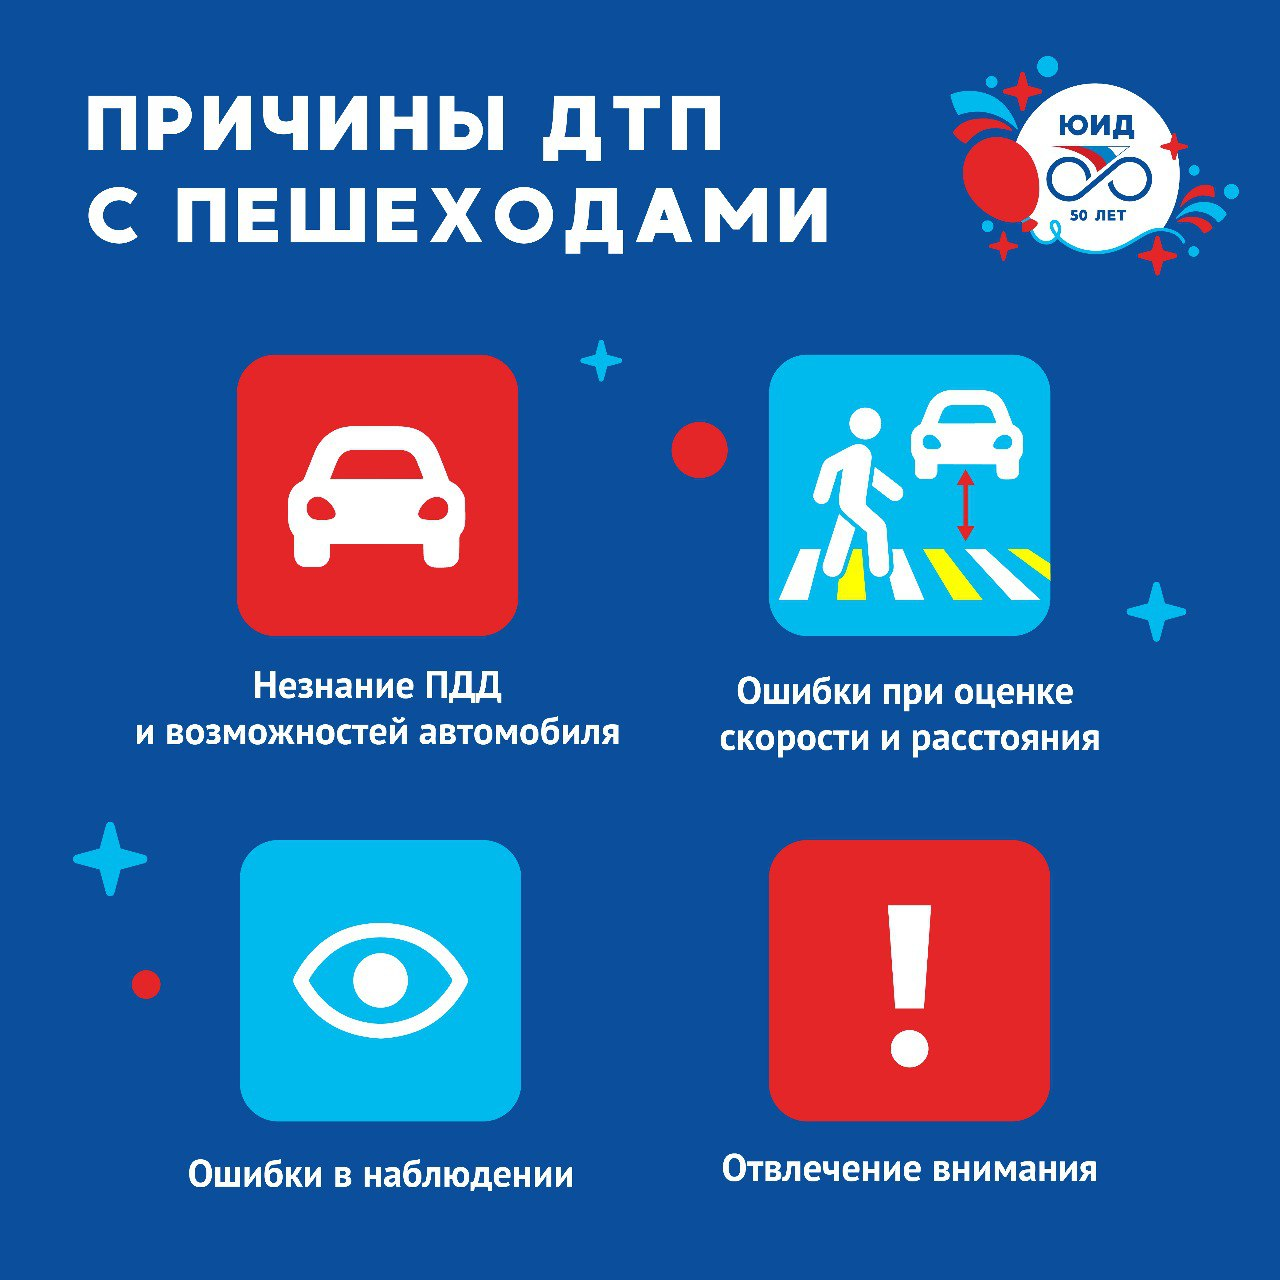 ПРИЧИНЫ ДТП
С ПЕШЕХОДАМИ
ЮИД
50 ЛЕТ
Незнание ПДД
и возможностей автомобиля
Ошибки при оценке
скорости и расстояния
Ошибки в наблюдении
Отвлечение внимания